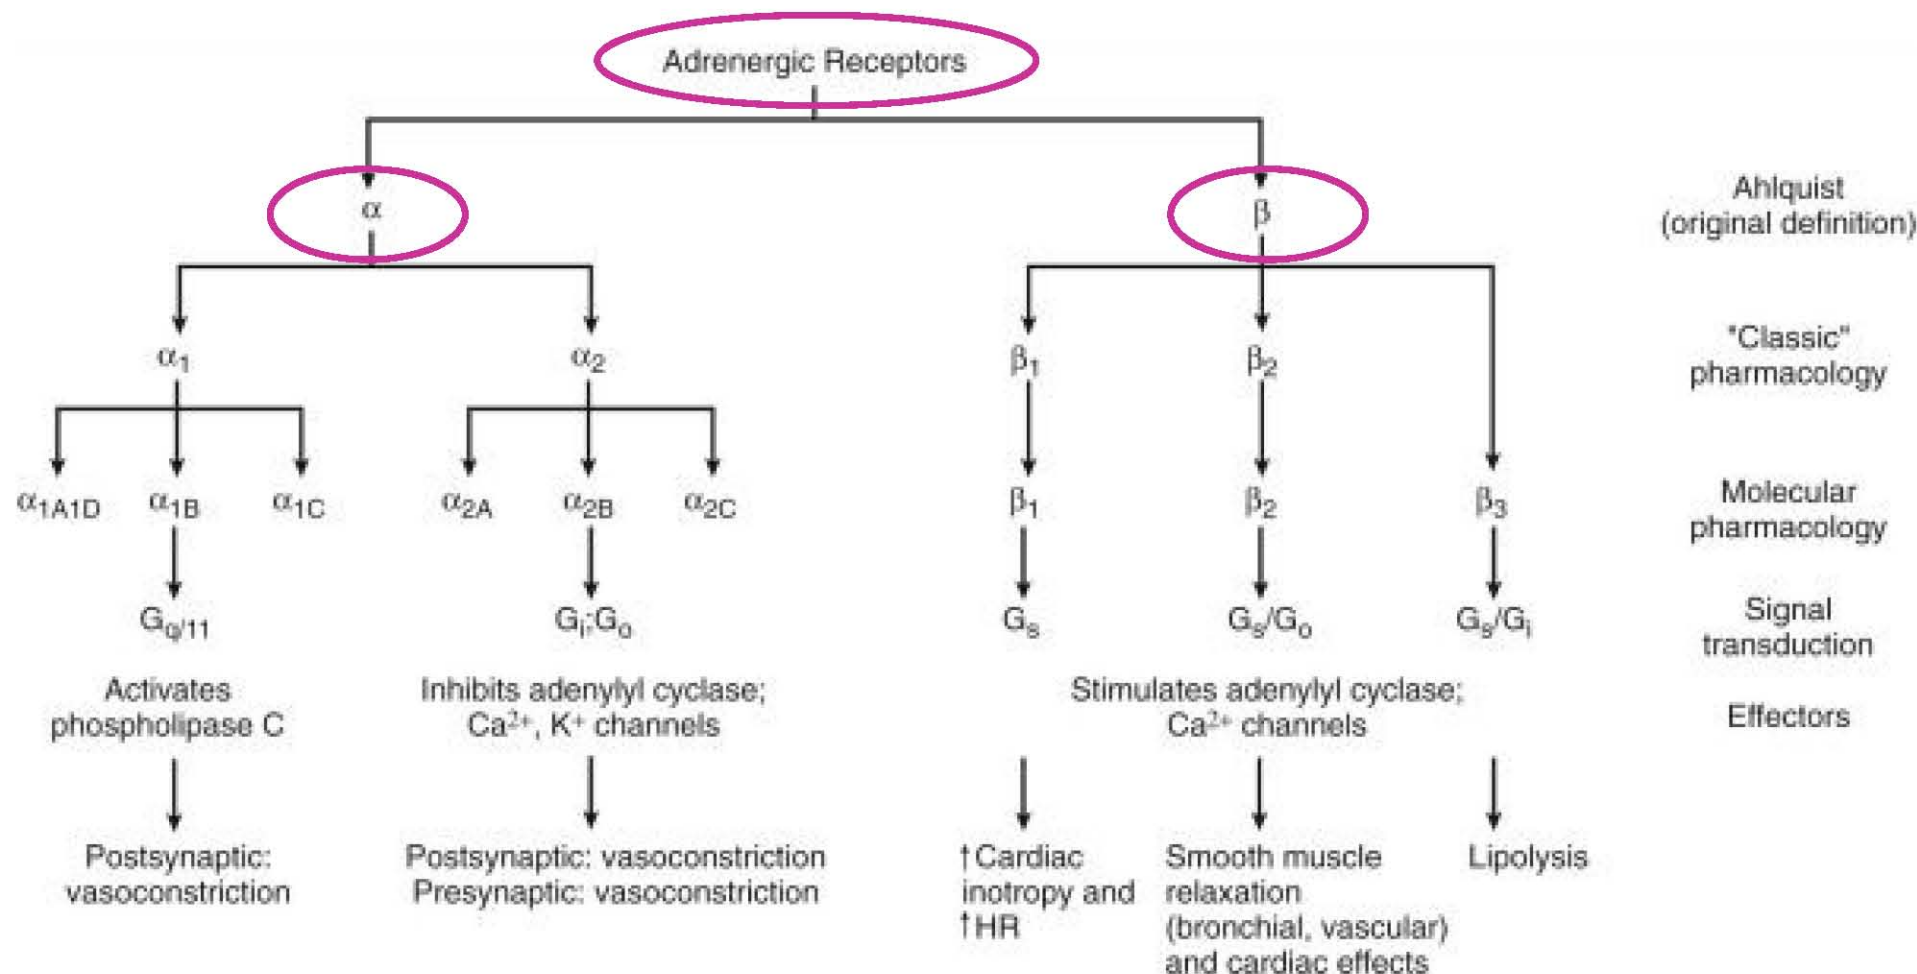 Adrenergic Receptors
α
β
Ahlquist
(original definition)
α1
α2
β1
β2
"Classic"
pharmacology
α1A1D
α1B
α1C
α2A
α2B
α2C
β1
β2
β3
Molecular
pharmacology
Gq/11
Gi;Go
Gs
Gs/Go
Gs/Gi
Signal
transduction
Activates
phospholipase C
Inhibits adenylyl cyclase;
Ca2+, K+ channels
Stimulates adenylyl cyclase;
Ca2+ channels
Effectors
Postsynaptic:
vasoconstriction
Postsynaptic: vasoconstriction
Presynaptic: vasoconstriction
↑Cardiac
inotropy and
↑HR
Smooth muscle
relaxation
(bronchial, vascular)
and cardiac effects
Lipolysis